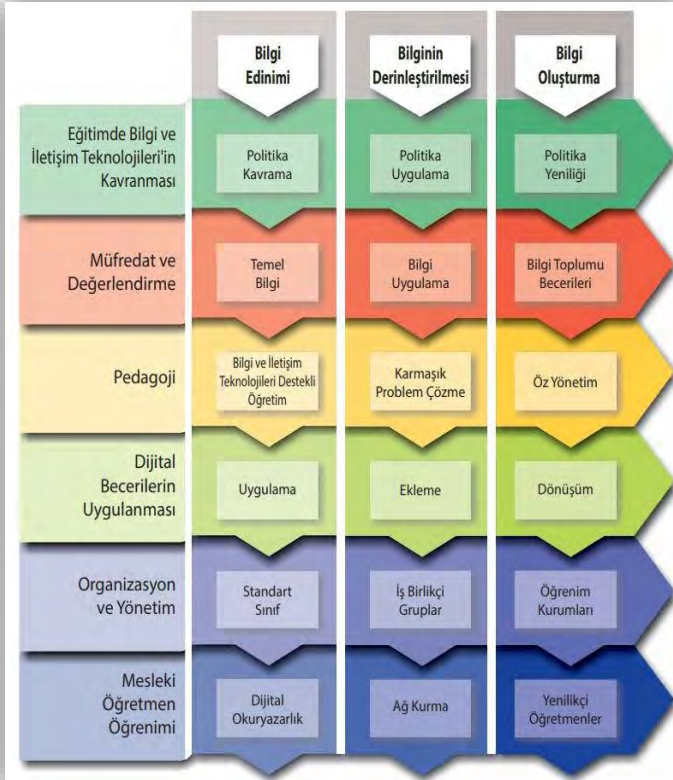 Bilgi
Edinimi
Bilginin
Derinleştirilmesi
Bilgi
Oluşturma
Eğitimde Bilgi ve
İletişim Teknolojileri'in
Kavranması
Politika
Kavrama
Politika
Uygulama
Politika
Yeniliği
Müfredat ve
Değerlendirme
Temel
Bilgi
Bilgi
Uygulama
Bilgi Toplumu
Becerileri
Pedagoji
Bilgi ve İletişim
Teknolojileri Destekli
Öğretim
Karmaşık
Problem Çözme
Öz Yönetim
Dijital
Becerilerin
Uygulanması
Uygulama
Ekleme
Dönüşüm
Organizasyon
ve Yönetim
Standart
Sınıf
İş Birlikçi
Gruplar
Öğrenim
Kurumları
Mesleki
Öğretmen
Öğrenimi
Dijital
Okuryazarlık
Ağ Kurma
Yenilikçi
Öğretmenler